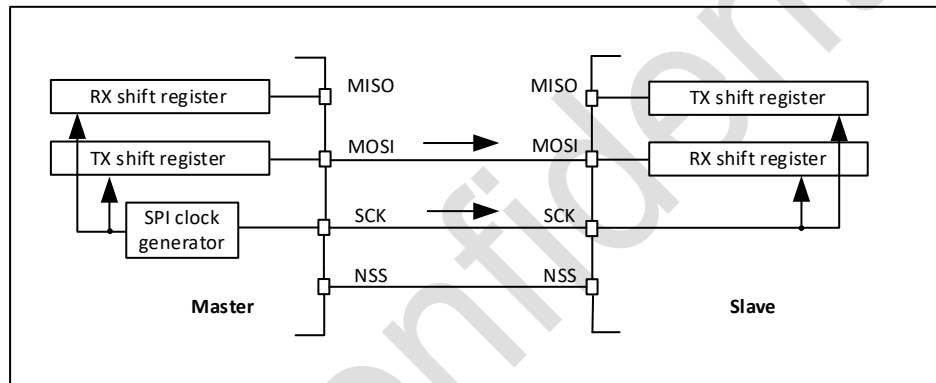 MISO MISO
RX shift register TX shift register
MOSI MOSI
TX shift register RX shift register
SPI clock
generator
SCK SCK
NSS NSS
Master Slave